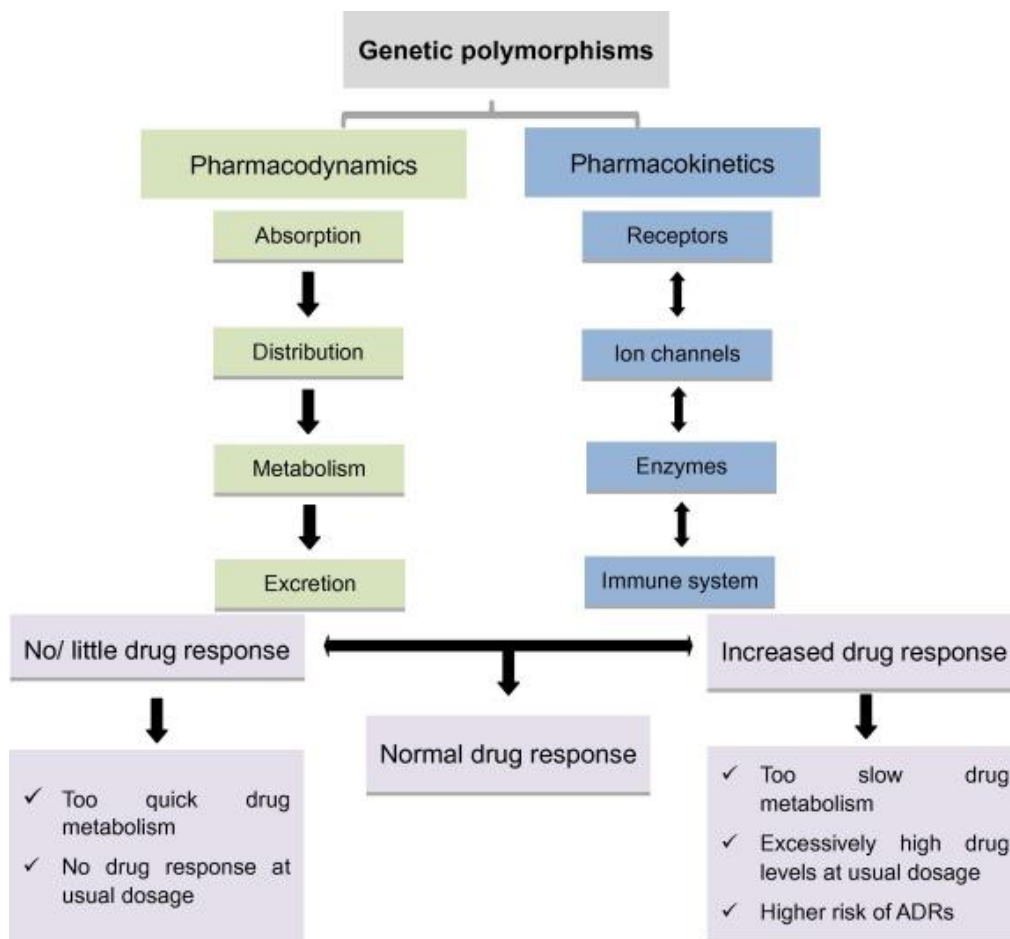 Genetic polymorphisms
Pharmacodynamics
Pharmacokinetics
Absorption
Receptors
Distribution
Ion channels
Metabolism
Enzymes
Excretion
Immune system
No/ little drug response
Increased drug response
Normal drug response
✓ Too quick drug
metabolism
✓ No drug response at
usual dosage
✓ Too slow drug
metabolism
✓ Excessively high drug
levels at usual dosage
✓ Higher risk of ADRs